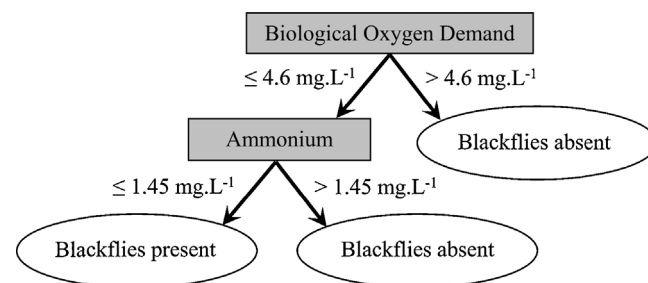 Biological Oxygen Demand
≤ 4.6 mg.L⁻¹
> 4.6 mg.L⁻¹
Ammonium
Blackflies absent
≤ 1.45 mg.L⁻¹
> 1.45 mg.L⁻¹
Blackflies present
Blackflies absent